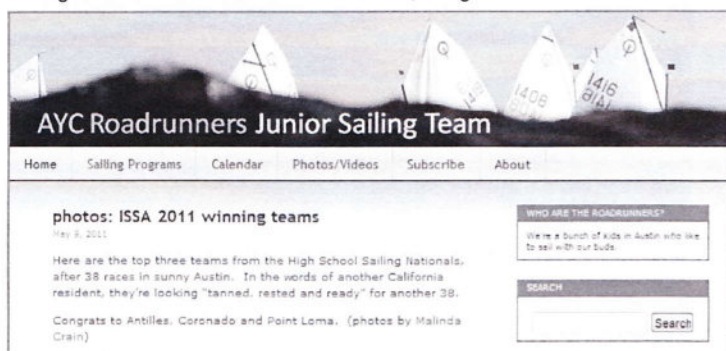 AYC Roadrunners Junior Sailing Team
Home Sailing Programs Calendar Photos/Videos Subscribe About
photos: ISSA 2011 winning teams
May 9, 2011
Here are the top three teams from the High School Sailing Nationals,
after 38 races in sunny Austin. In the words of another California
resident, they're looking "tanned, rested and ready" for another 38.
Congrats to Antilles, Coronado and Point Loma. (photos by Malinda
Crain)
WHO ARE THE ROADRUNNERS?
We're a bunch of kids in Austin who like
to sail with our buds.
SEARCH
Search
1408
1416